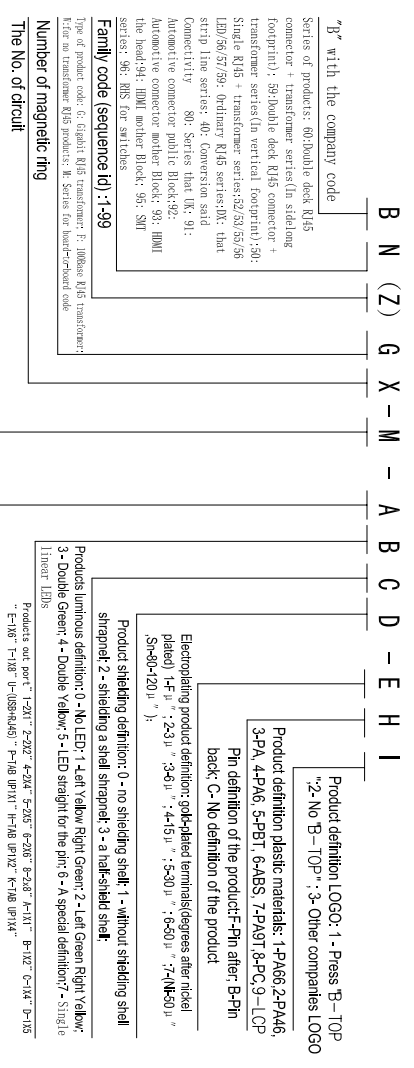 B N (Z) G X - M - A B C D - E H I
"B" with the company code
Series of products: 60:Double deck RJ45
connector + transformer series(In sidelong
footprint); 59:Double deck RJ45 connector +
transformer series(In vertical footprint);50:
Single RJ45 + transformer series;52/53/55/56
LED/56/57/59: Ordinary RJ45 series;DX: that
strip line series; 40: Conversion said
Connectivity 80: Series that UK; 91:
Automotive connector public Block;92:
Automotive connector mother Block; 93: HDMI
the head;94: HDMI mother Block; 95: SMT
series; 96: RHS for switches
Family code (sequence id) :1-99
Type of product code: G: Gigabit RJ45 transformer; F: 100Base RJ45 transformer;
W:for no transformer RJ45 products; M: Series for board-to-board code
Number of magnetic ring
The No. of circuit
Product definition LOGO: 1 - Press "B－TOP
",2- No "B－TOP" ; 3- Other companies LOGO
Product definition plastic materials: 1-PA66,2-PA46,
3-PA, 4-PA6, 5-PBT, 6-ABS, 7-PA9T,8-PC,9－LCP
Pin definition of the product:F-Pin after; B-Pin
back; C- No definition of the product
Electroplating product definition: gold-plated terminals(degrees after nickel
plated) 1-F μ ″ ; 2-3 μ ″ ;3-6 μ ″ ; 4-15 μ ″ ; 5-30 μ ″ ; 6-50 μ ″ ;7-(Ni-50 μ ″
,Sn-80-120 μ ″ );
Product shielding definition: 0 - no shielding shell; 1 - without shielding shell
shrapnel; 2 - shielding a shell shrapnel; 3 - a half-shield shell;
Products luminous definition: 0 - No LED; 1 -Left Yellow Right Green; 2 - Left Green Right Yellow;
3 - Double Green; 4 - Double Yellow; 5 - LED straight for the pin; 6 - A special definition;7 - Single
linear LEDs
Products out port" 1-2X1" 2-2X2" 4-2X4" 5-2X5" 6-2X6" 8-2x8" A-1X1" B-1X2" C-1X4" D-1X5
" E-1X6" T-1X8" U-(USB+RJ45)" P-TAB UP1X1" H-TAB UP1X2" K-TAB UP1X4"